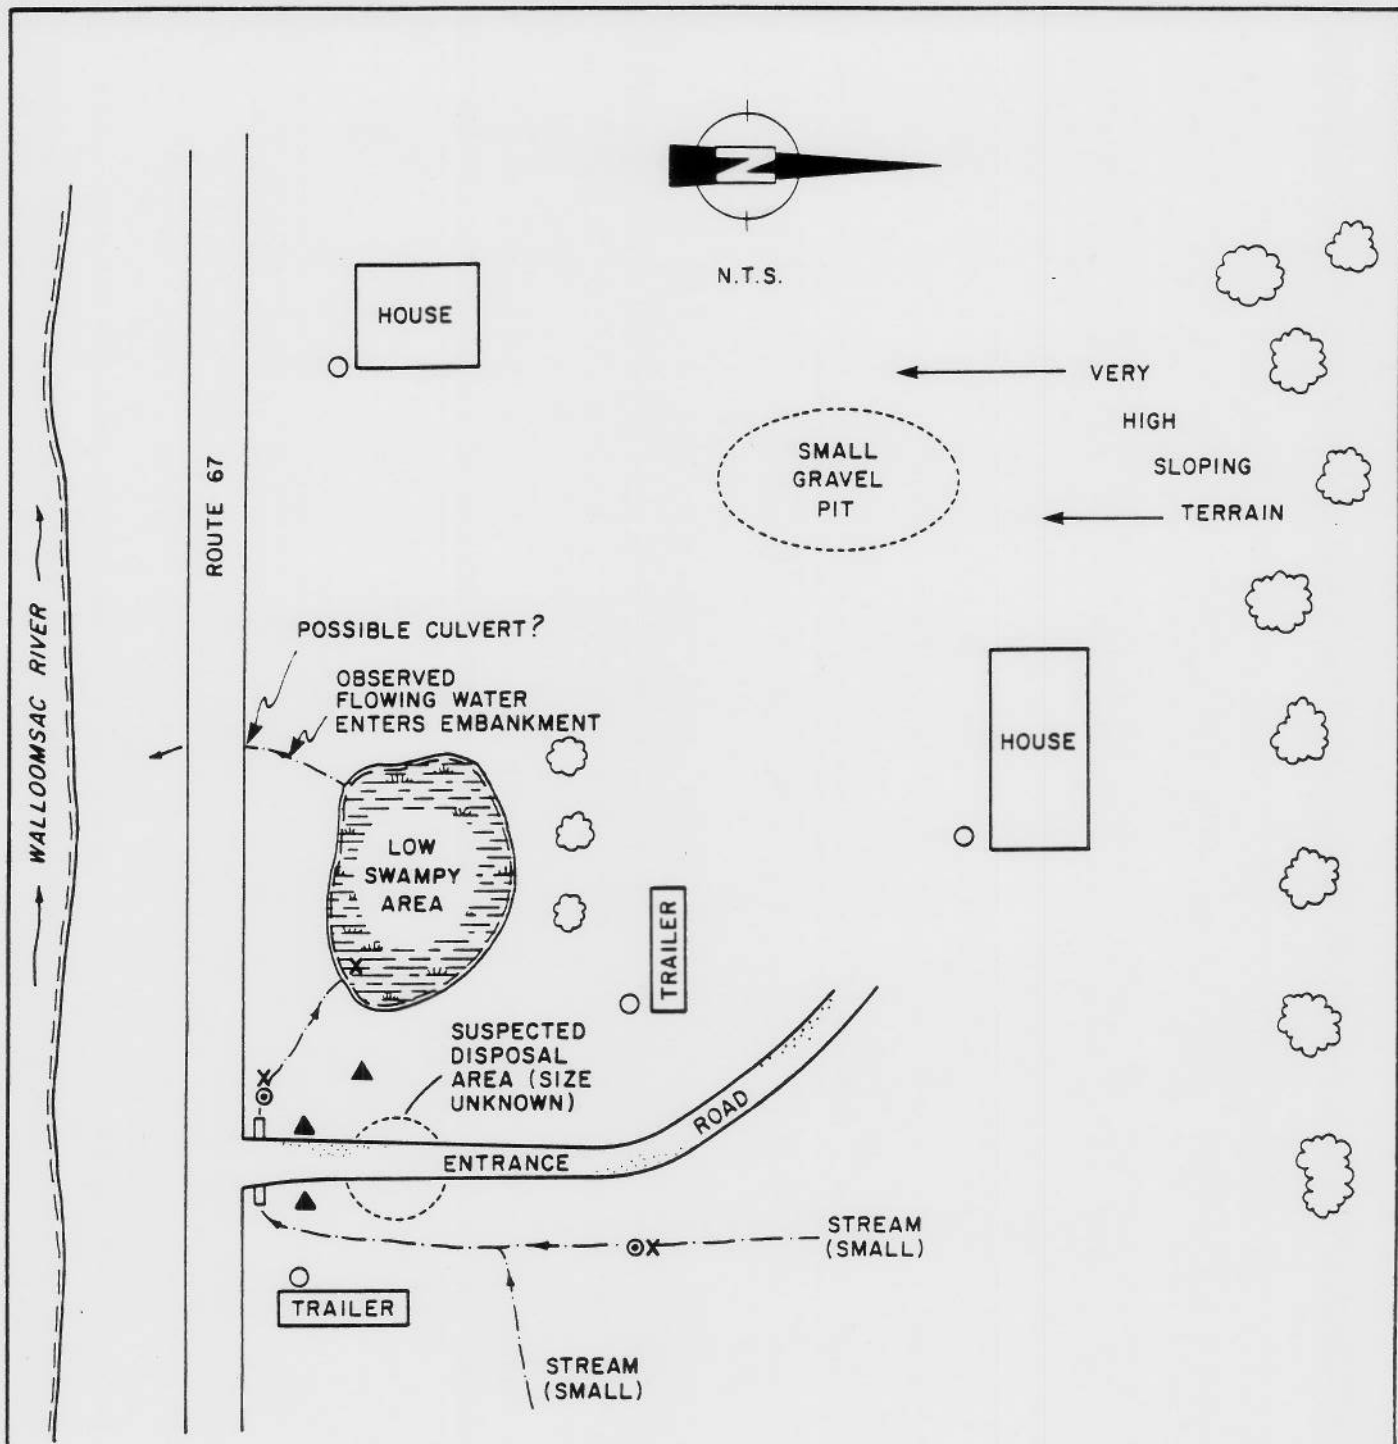 N
N.T.S.
HOUSE
VERY
HIGH
SLOPING
TERRAIN
SMALL
GRAVEL
PIT
ROUTE 67
WALLOOMSAC RIVER
POSSIBLE CULVERT?
OBSERVED
FLOWING WATER
ENTERS EMBANKMENT
HOUSE
LOW
SWAMPY
AREA
X
TRAILER
SUSPECTED
DISPOSAL
AREA (SIZE
UNKNOWN)
X
ROAD
ENTRANCE
X
STREAM
(SMALL)
TRAILER
STREAM
(SMALL)